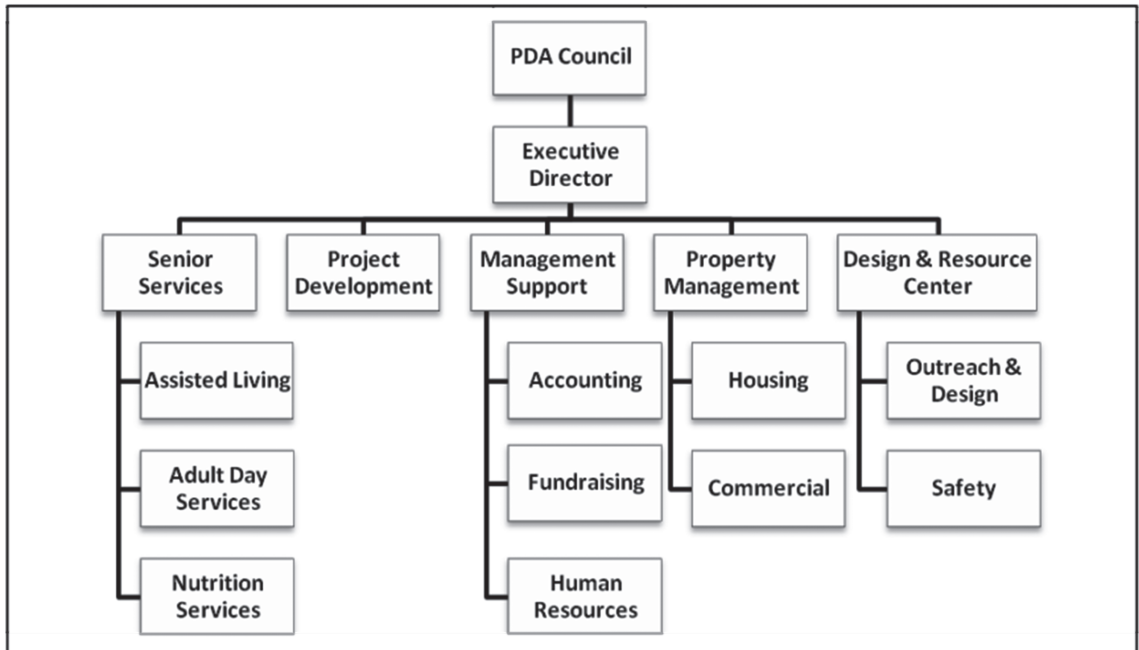 PDA Council
Executive
Director
Senior
Services
Project
Development
Management
Support
Property
Management
Design & Resource
Center
Assisted Living
Adult Day
Services
Nutrition
Services
Accounting
Fundraising
Human
Resources
Housing
Commercial
Outreach &
Design
Safety